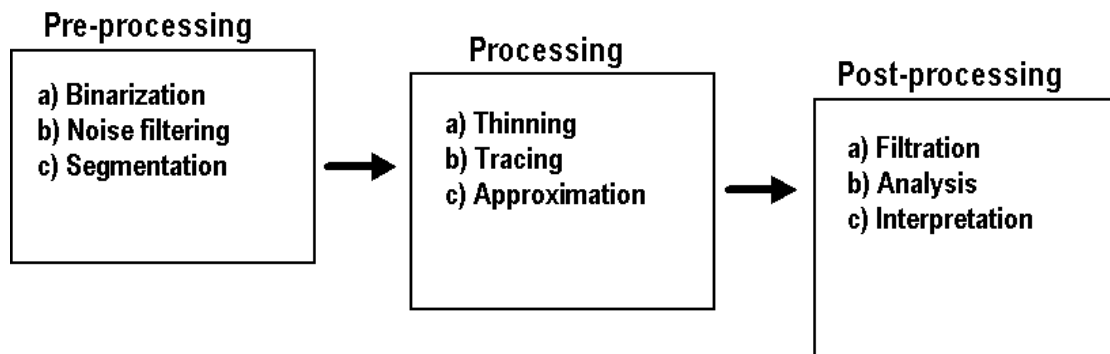 Pre-processing
a) Binarization
b) Noise filtering
c) Segmentation
Processing
a) Thinning
b) Tracing
c) Approximation
Post-processing
a) Filtration
b) Analysis
c) Interpretation